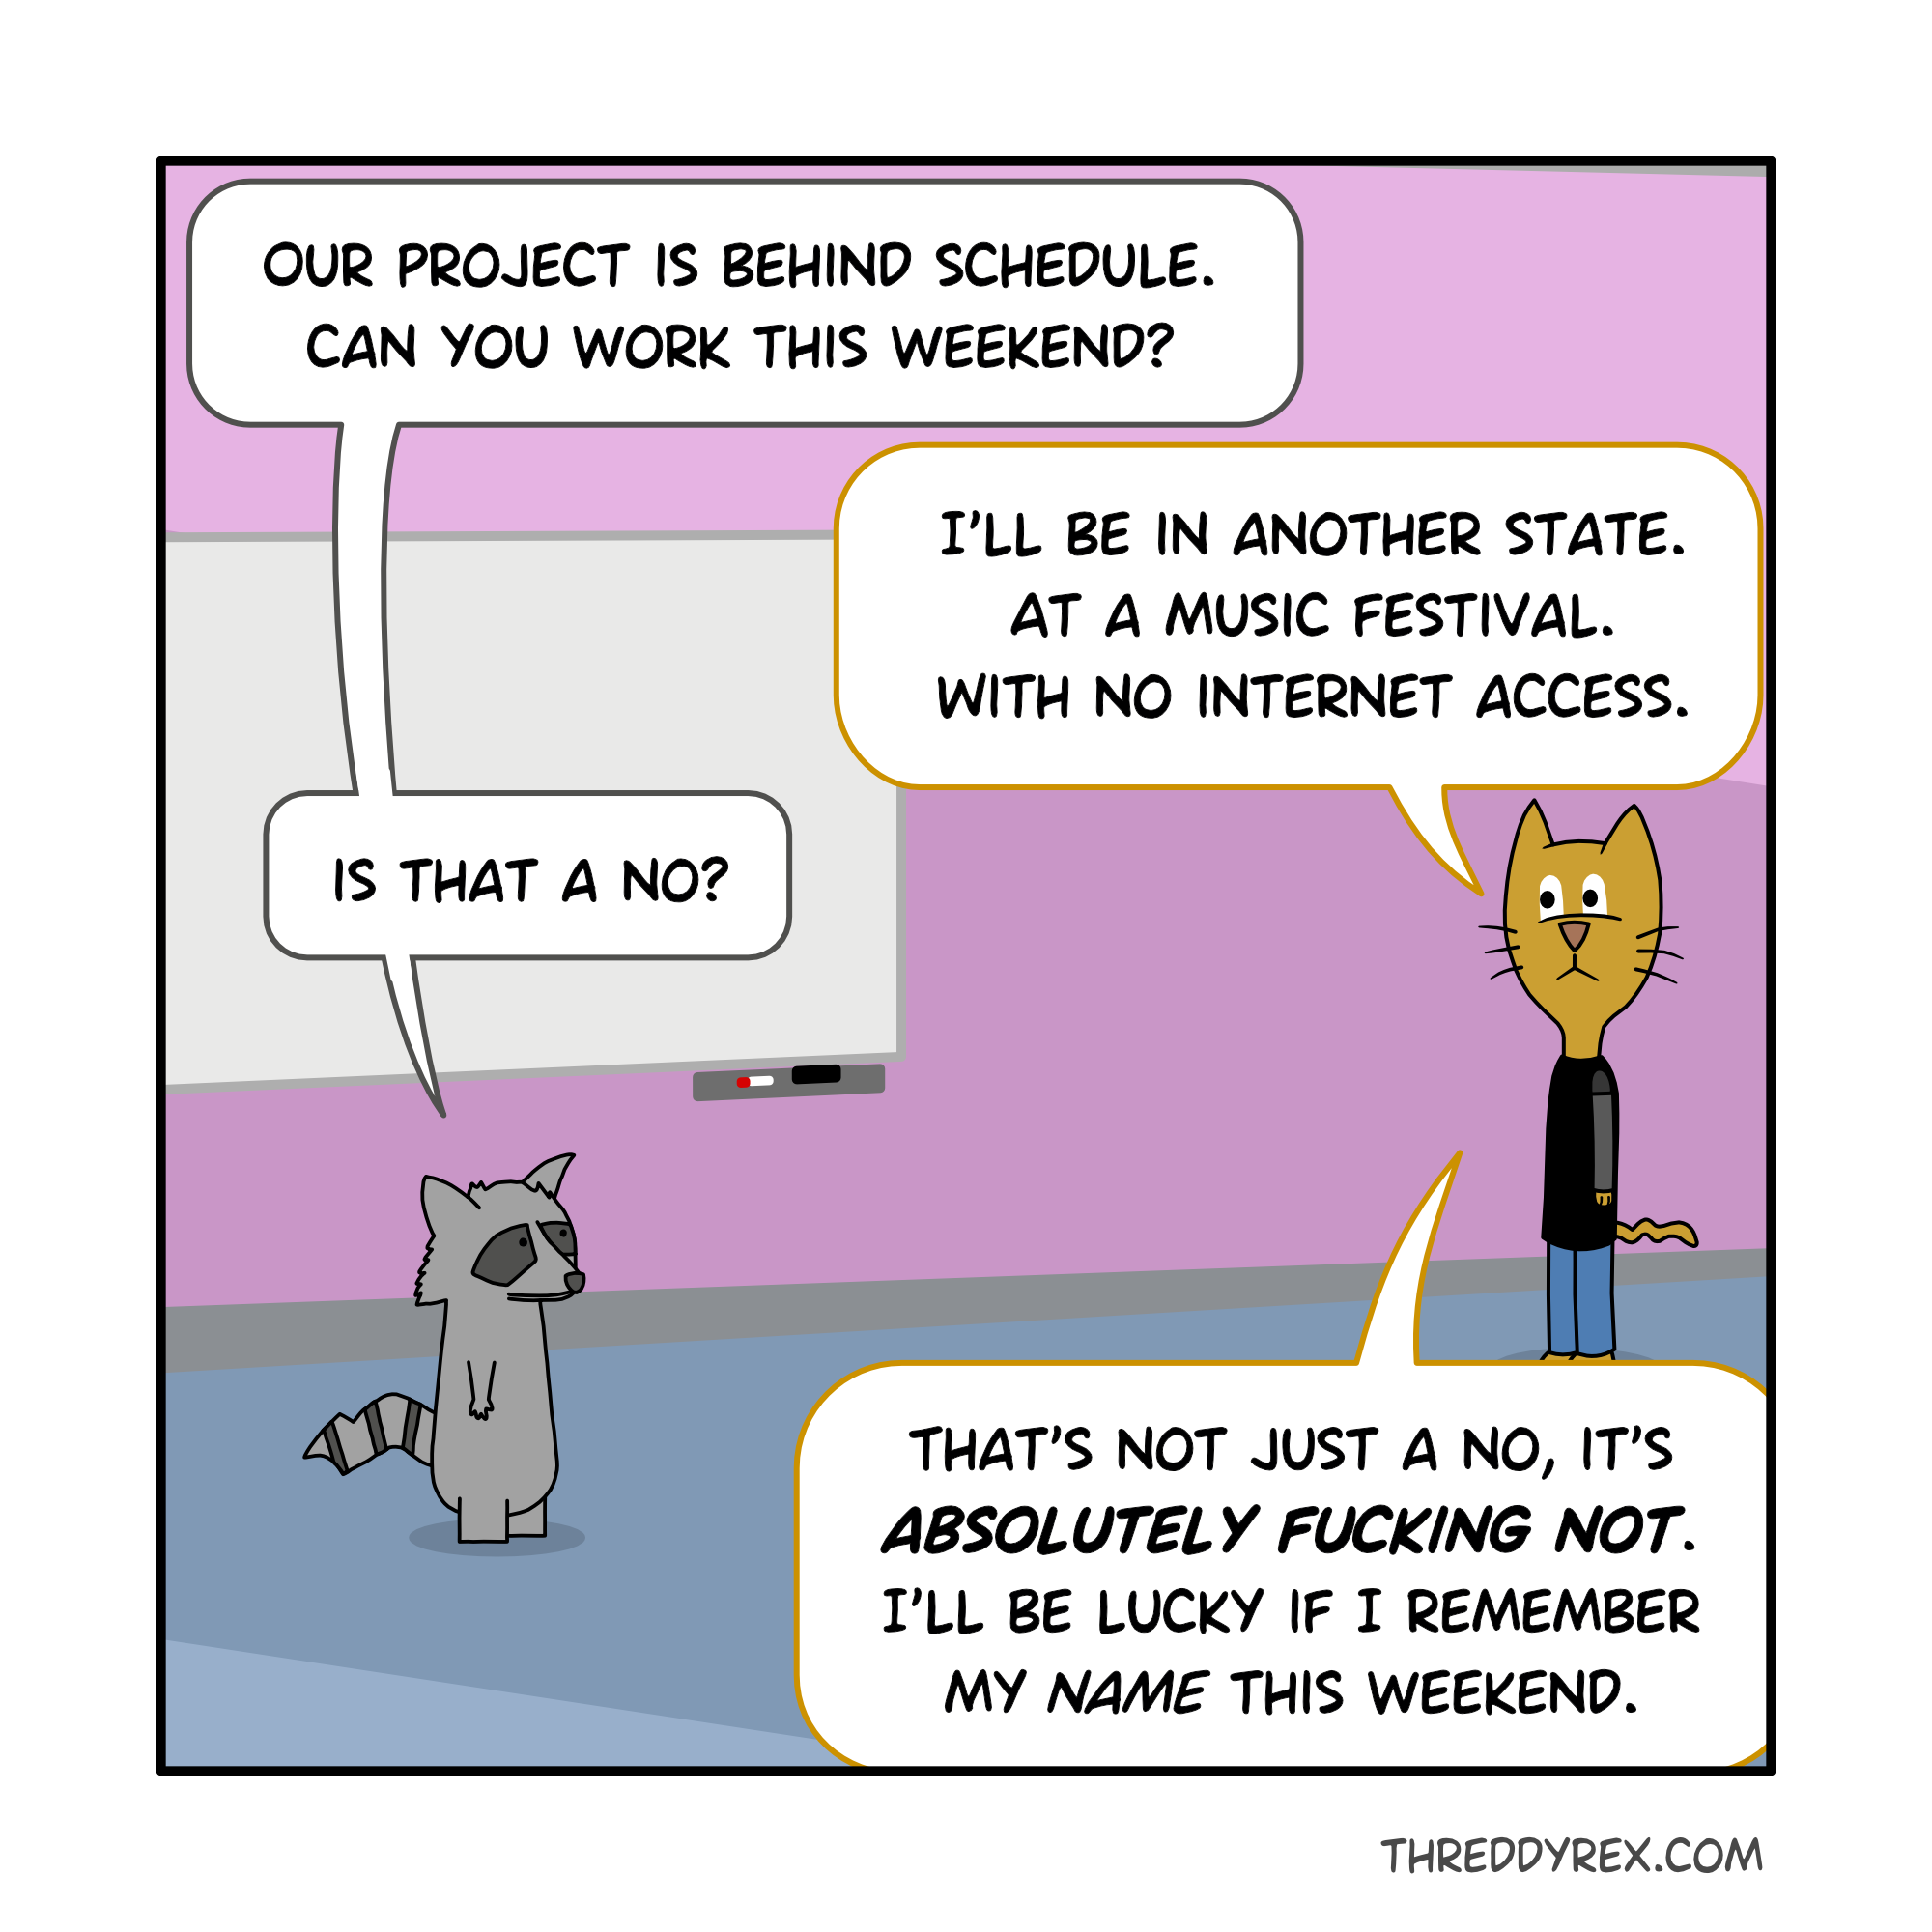 OUR PROJECT IS BEHIND SCHEDULE.
CAN YOU WORK THIS WEEKEND?
I'LL BE IN ANOTHER STATE.
AT A MUSIC FESTIVAL.
WITH NO INTERNET ACCESS.
IS THAT A NO?
THAT'S NOT JUST A NO, IT'S
ABSOLUTELY FUCKING NOT.
I'LL BE LUCKY IF I REMEMBER
MY NAME THIS WEEKEND.
THREDDYREX.COM